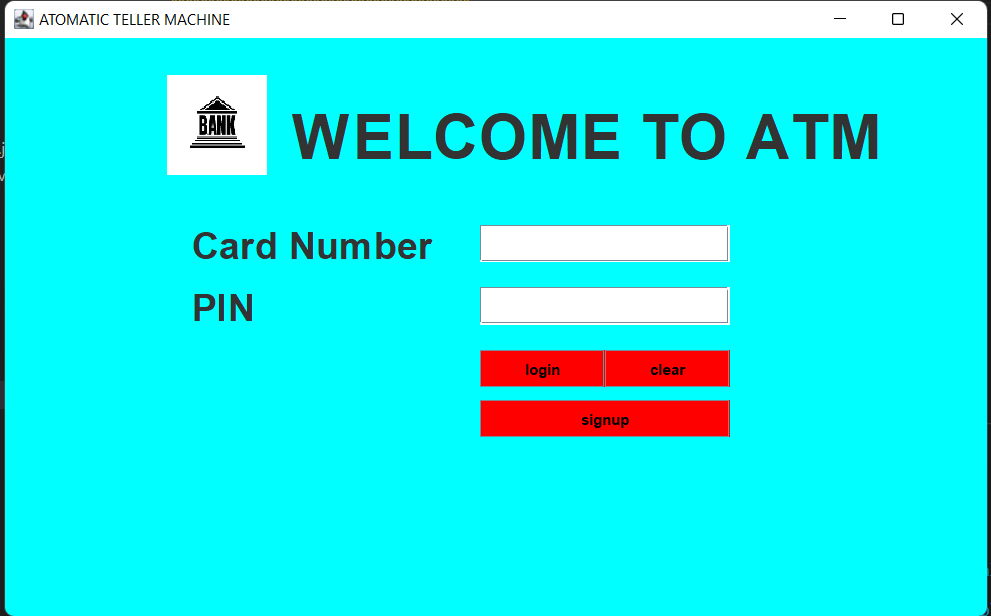 ATOMATIC TELLER MACHINE
BANK
WELCOME TO ATM
Card Number
PIN
login clear
signup